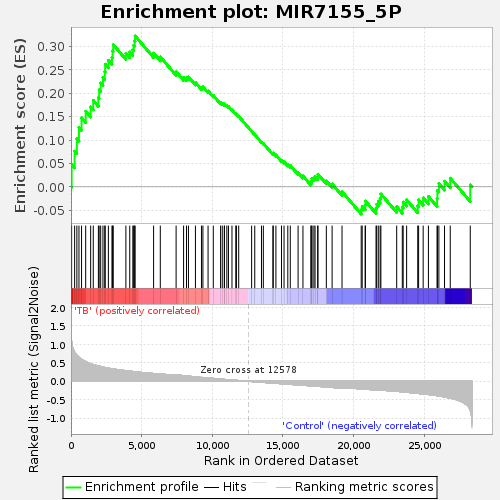 Enrichment plot: MIR7155_5P
Enrichment score (ES)
0.30
0.25
0.20
0.15
0.10
0.05
0.00
-0.05
'TB' (positively correlated)
2.0
1.5
1.0
0.5
0.0
-0.5
-1.0
Ranked list metric (Signal2Noise)
Zero cross at 12578
'Control' (negatively correlated)
0
5,000
10,000
15,000
20,000
25,000
Rank in Ordered Dataset
Enrichment profile
Hits
Ranking metric scores